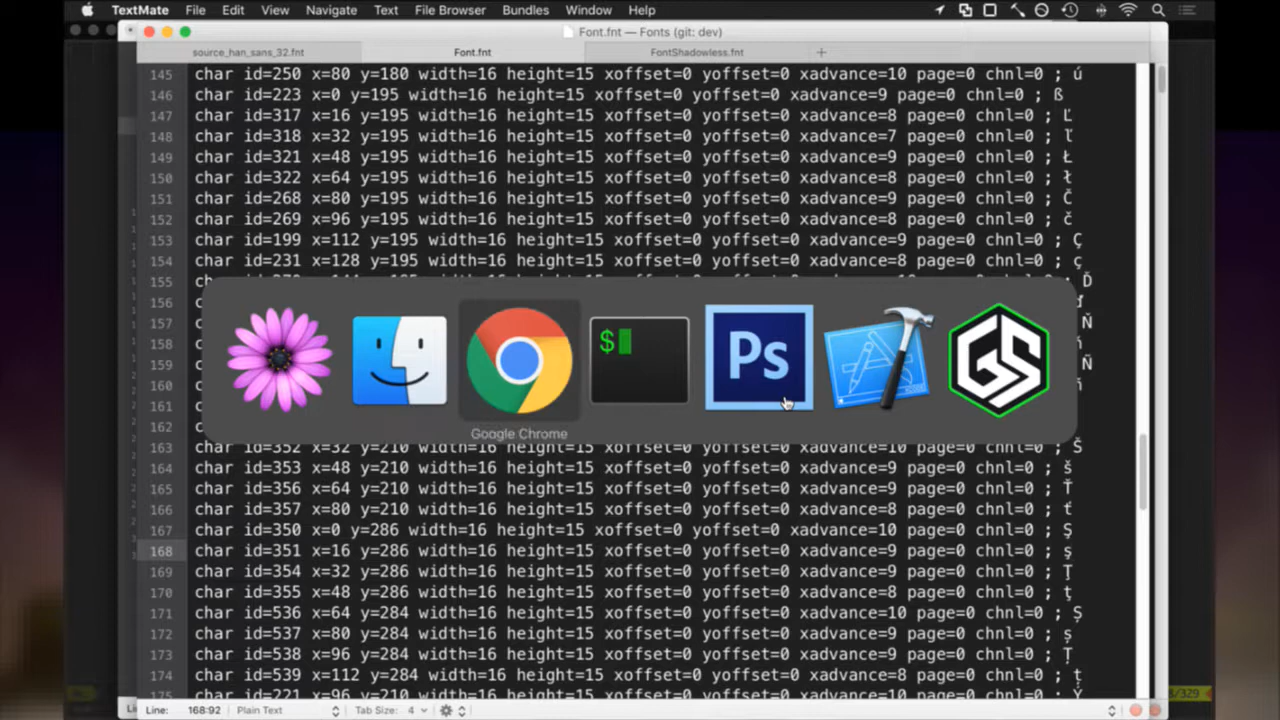 TextMate File Edit View Navigate Text File Browser Bundles Window Help
Font.fnt — Fonts (git: dev)
source_han_sans_32.fnt Font.fnt FontShadowless.fnt +
145 char id=250 x=80 y=180 width=16 height=15 xoffset=0 yoffset=0 xadvance=10 page=0 chnl=0 ; ú
146 char id=223 x=0 y=195 width=16 height=15 xoffset=0 yoffset=0 xadvance=9 page=0 chnl=0 ; ß
147 char id=317 x=16 y=195 width=16 height=15 xoffset=0 yoffset=0 xadvance=8 page=0 chnl=0 ; Ľ
148 char id=318 x=32 y=195 width=16 height=15 xoffset=0 yoffset=0 xadvance=7 page=0 chnl=0 ; ľ
149 char id=321 x=48 y=195 width=16 height=15 xoffset=0 yoffset=0 xadvance=9 page=0 chnl=0 ; Ł
150 char id=322 x=64 y=195 width=16 height=15 xoffset=0 yoffset=0 xadvance=8 page=0 chnl=0 ; ł
151 char id=268 x=80 y=195 width=16 height=15 xoffset=0 yoffset=0 xadvance=9 page=0 chnl=0 ; Č
152 char id=269 x=96 y=195 width=16 height=15 xoffset=0 yoffset=0 xadvance=8 page=0 chnl=0 ; č
153 char id=199 x=112 y=195 width=16 height=15 xoffset=0 yoffset=0 xadvance=9 page=0 chnl=0 ; Ç
154 char id=231 x=128 y=195 width=16 height=15 xoffset=0 yoffset=0 xadvance=8 page=0 chnl=0 ; ç
155 ; Ď
156
157 Ň
158
159 Ñ
160
161
162
$
Ps
GS
Google Chrome
163 char id=352 x=32 y=210 width=16 height=15 xoffset=0 yoffset=0 xadvance=10 page=0 chnl=0 ; Š
164 char id=353 x=48 y=210 width=16 height=15 xoffset=0 yoffset=0 xadvance=9 page=0 chnl=0 ; š
165 char id=356 x=64 y=210 width=16 height=15 xoffset=0 yoffset=0 xadvance=9 page=0 chnl=0 ; Ť
166 char id=357 x=80 y=210 width=16 height=15 xoffset=0 yoffset=0 xadvance=8 page=0 chnl=0 ; ť
167 char id=350 x=0 y=286 width=16 height=15 xoffset=0 yoffset=0 xadvance=10 page=0 chnl=0 ; Ş
168 char id=351 x=16 y=286 width=16 height=15 xoffset=0 yoffset=0 xadvance=9 page=0 chnl=0 ; ş
169 char id=354 x=32 y=286 width=16 height=15 xoffset=0 yoffset=0 xadvance=9 page=0 chnl=0 ; Ţ
170 char id=355 x=48 y=286 width=16 height=15 xoffset=0 yoffset=0 xadvance=8 page=0 chnl=0 ; ţ
171 char id=536 x=64 y=284 width=16 height=15 xoffset=0 yoffset=0 xadvance=10 page=0 chnl=0 ; Ș
172 char id=537 x=80 y=284 width=16 height=15 xoffset=0 yoffset=0 xadvance=9 page=0 chnl=0 ; ș
173 char id=538 x=96 y=284 width=16 height=15 xoffset=0 yoffset=0 xadvance=9 page=0 chnl=0 ; Ț
174 char id=539 x=112 y=284 width=16 height=15 xoffset=0 yoffset=0 xadvance=8 page=0 chnl=0 ; ț
175 char id=221 x=96 y=210 width=16 height=15 xoffset=0 yoffset=0 xadvance=9 page=0 chnl=0 ; Ý
Line: 168:92 Plain Text Tab Size: 4
/329